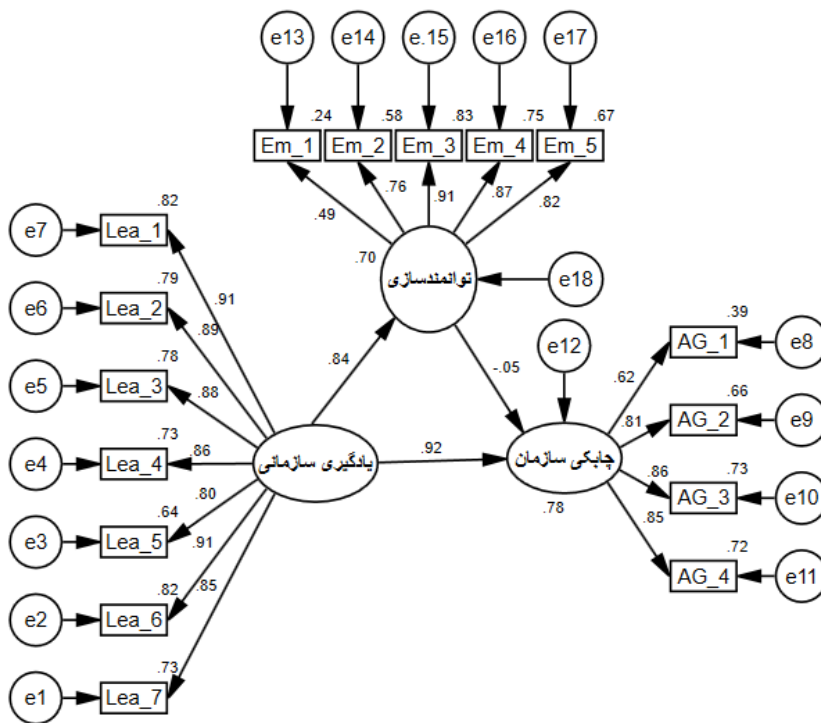 e13 e14 e.15 e16 e17
.24 .58 .83 .75 .67
Em_1 Em_2 Em_3 Em_4 Em_5
.49 .76 .91 .87 .82
.70
توانمندسازی
e18
e7 .82 Lea_1
.91
e6 .79 Lea_2
.89
e5 .78 Lea_3
.88
e4 .73 Lea_4
.86
e3 .64 Lea_5
.80
e2 .82 Lea_6
.91
e1 .73 Lea_7
.85
یادگیری سازمانی
.84
-.05
.92
e12
چابکی سازمان
.78
.62 .39 AG_1 e8
.81 .66 AG_2 e9
.86 .73 AG_3 e10
.85 .72 AG_4 e11